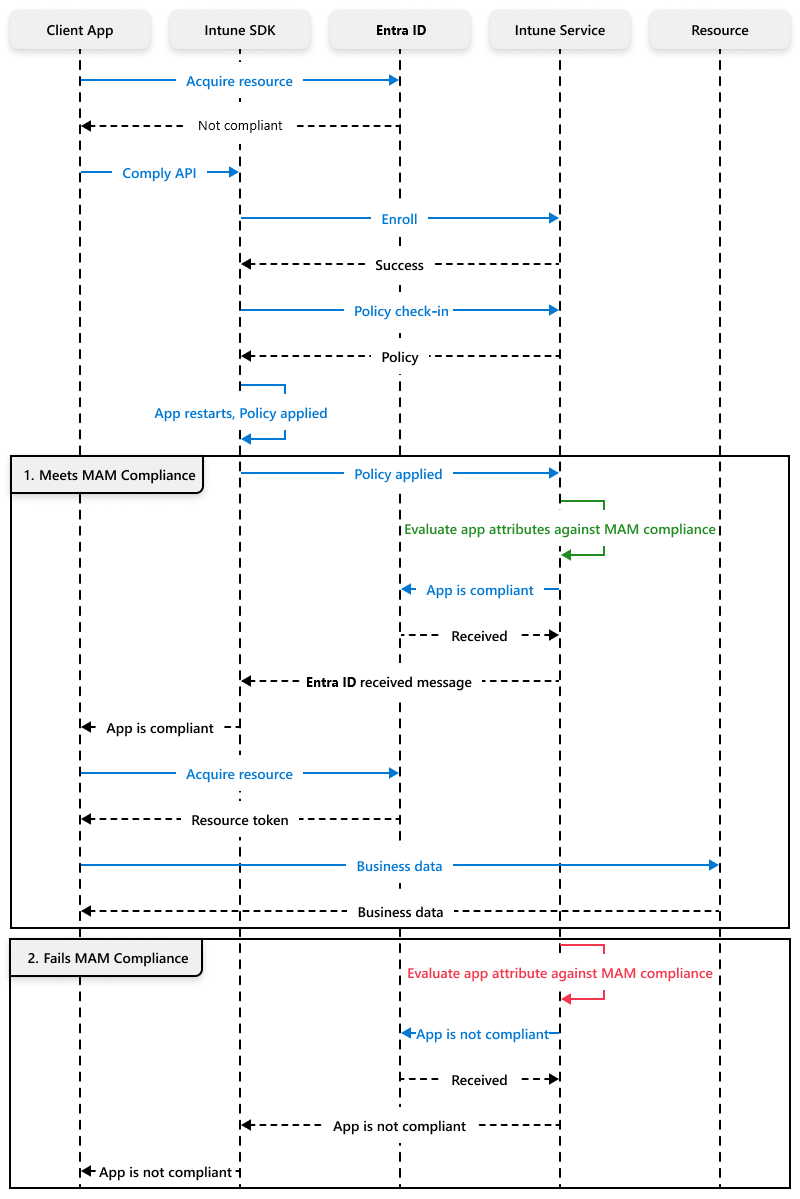 Client App
Intune SDK
Entra ID
Intune Service
Resource
Acquire resource
Not compliant
Comply API
Enroll
Success
Policy check-in
Policy
App restarts, Policy applied
1. Meets MAM Compliance
Policy applied
Evaluate app attributes against MAM compliance
App is compliant
Received
Entra ID received message
App is compliant
Acquire resource
Resource token
Business data
Business data
2. Fails MAM Compliance
Evaluate app attribute against MAM compliance
App is not compliant
Received
App is not compliant
App is not compliant